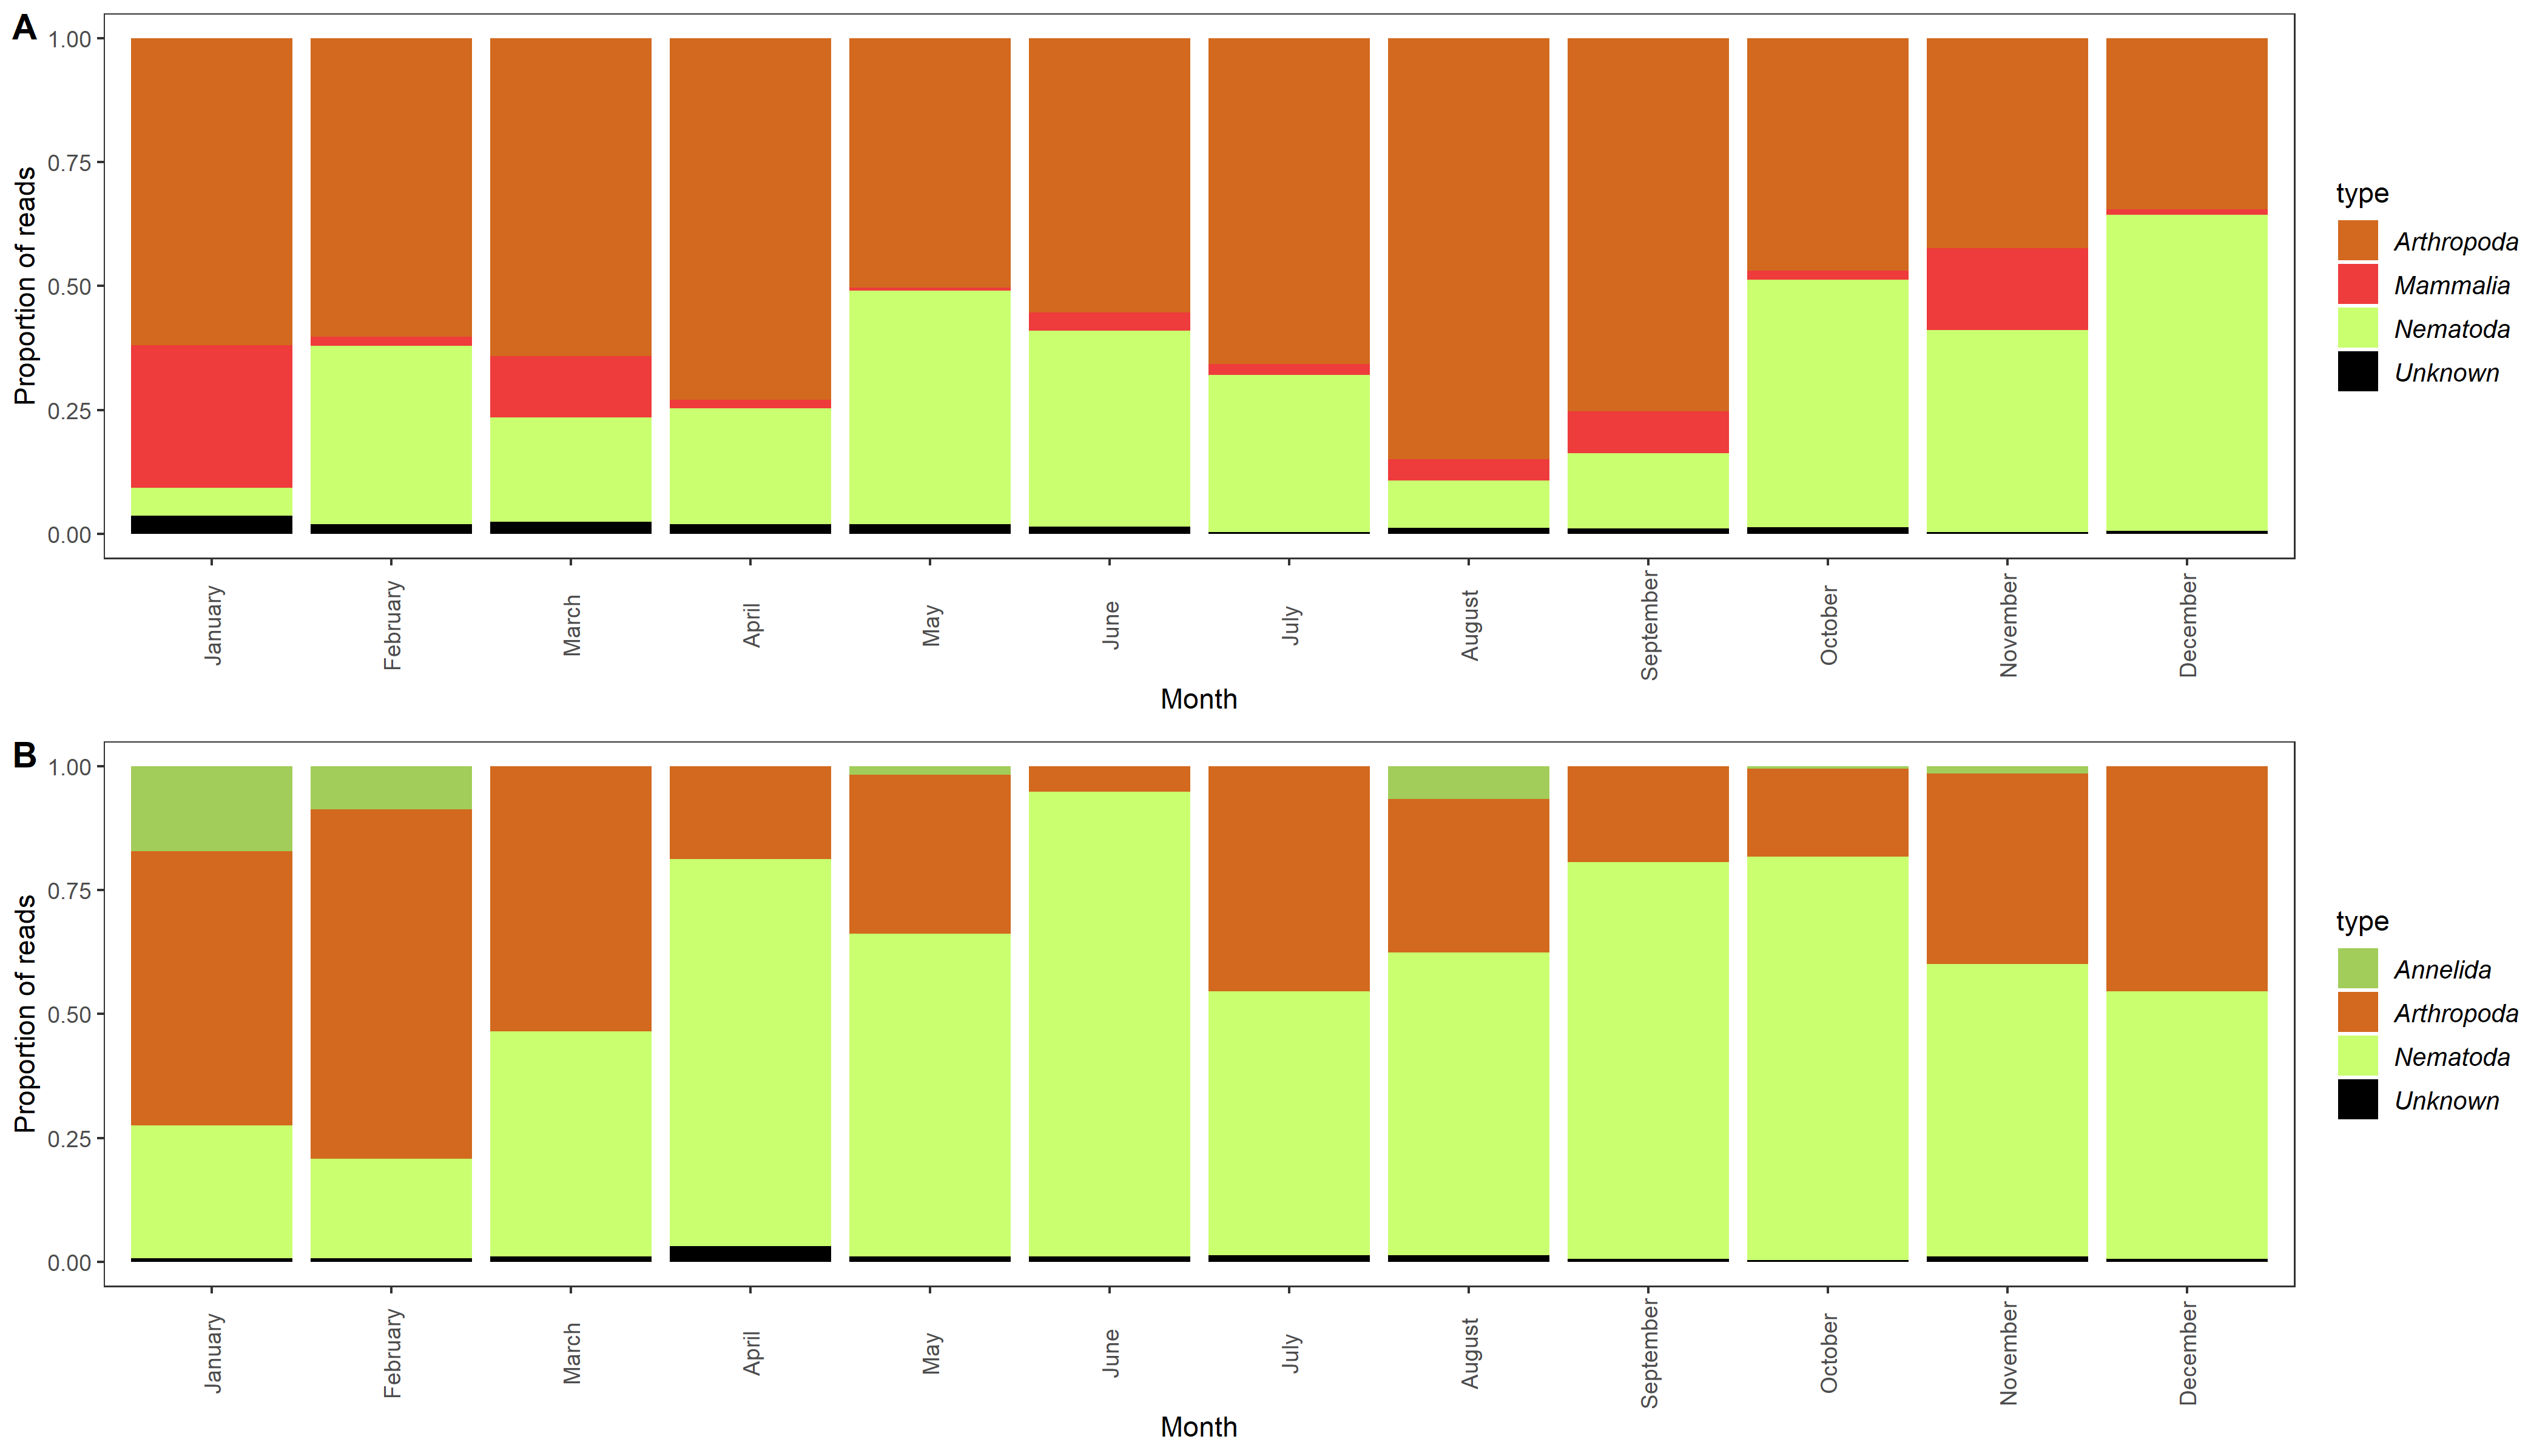 A
1.00
0.75
0.50
0.25
0.00
Proportion of reads
January
February
March
April
May
June
July
August
September
October
November
December
Month
type
Arthropoda
Mammalia
Nematoda
Unknown
B
1.00
0.75
0.50
0.25
0.00
Proportion of reads
January
February
March
April
May
June
July
August
September
October
November
December
Month
type
Annelida
Arthropoda
Nematoda
Unknown